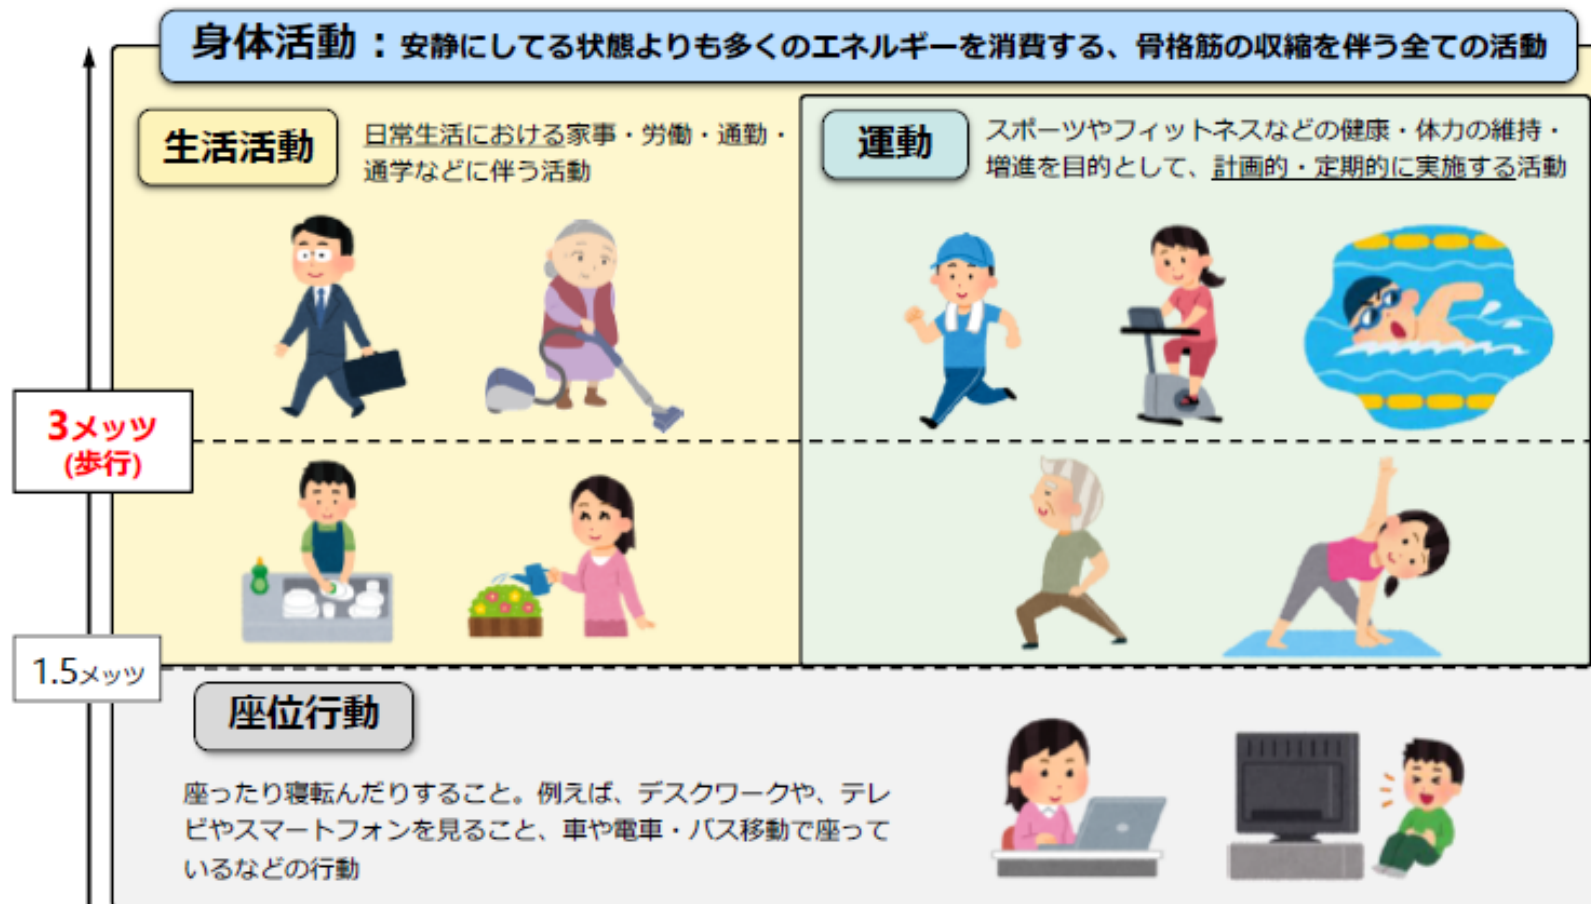 身体活動：安静にしてる状態よりも多くのエネルギーを消費する、骨格筋の収縮を伴う全ての活動
生活活動
日常生活における家事・労働・通勤・
通学などに伴う活動
運動
スポーツやフィットネスなどの健康・体力の維持・
増進を目的として、計画的・定期的に実施する活動
3メッツ
(歩行)
1.5メッツ
座位行動
座ったり寝転んだりすること。例えば、デスクワークや、テレ
ビやスマートフォンを見ること、車や電車・バス移動で座って
いるなどの行動